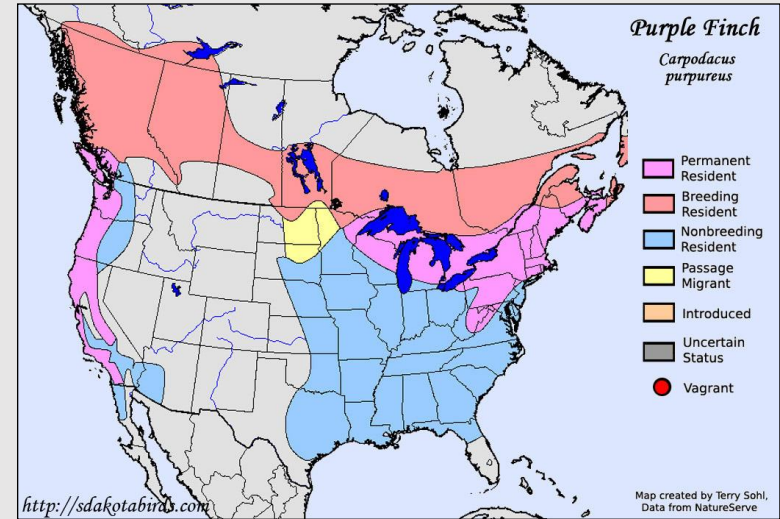 Purple Finch
Carpodacus
purpureus
Permanent
Resident
Breeding
Resident
Nonbreeding
Resident
Passage
Migrant
Introduced
Uncertain
Status
Vagrant
http://sdakotabirds.com
Map created by Terry Sohl,
Data from NatureServe